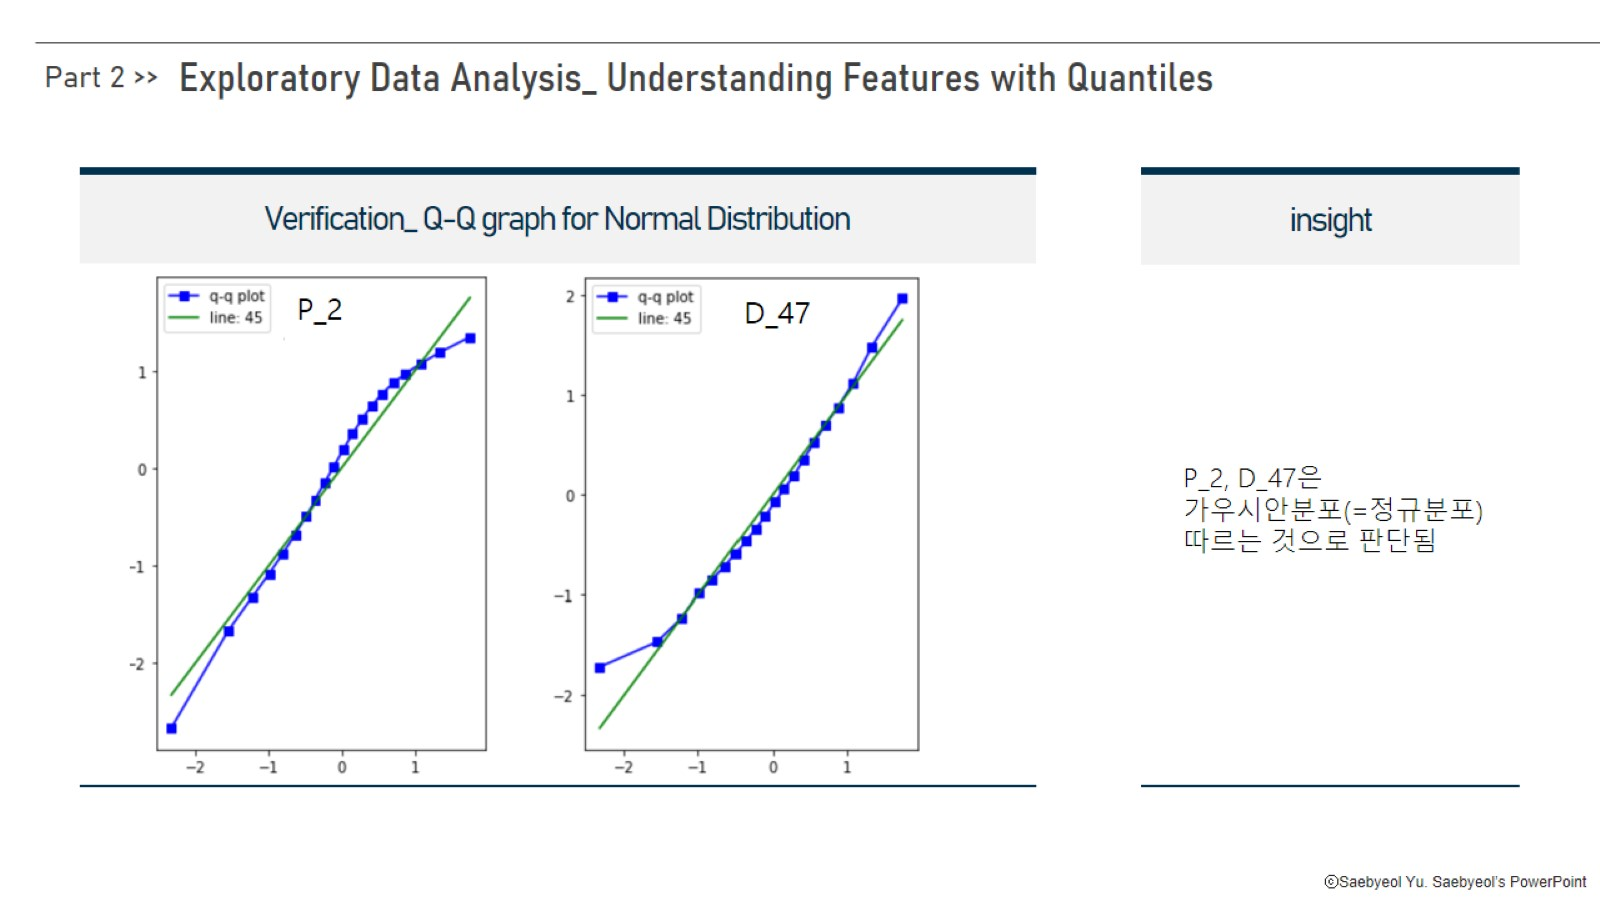 Part 2 >> Exploratory Data Analysis_ Understanding Features with Quantiles
Verification_ Q-Q graph for Normal Distribution
q-q plot
line: 45
P_2
1
0
−1
−2
−2 −1 0 1
q-q plot
line: 45
D_47
2
1
0
−1
−2
−2 −1 0 1
insight
P_2, D_47은
가우시안분포(=정규분포)
따르는 것으로 판단됨
ⓒSaebyeol Yu. Saebyeol's PowerPoint